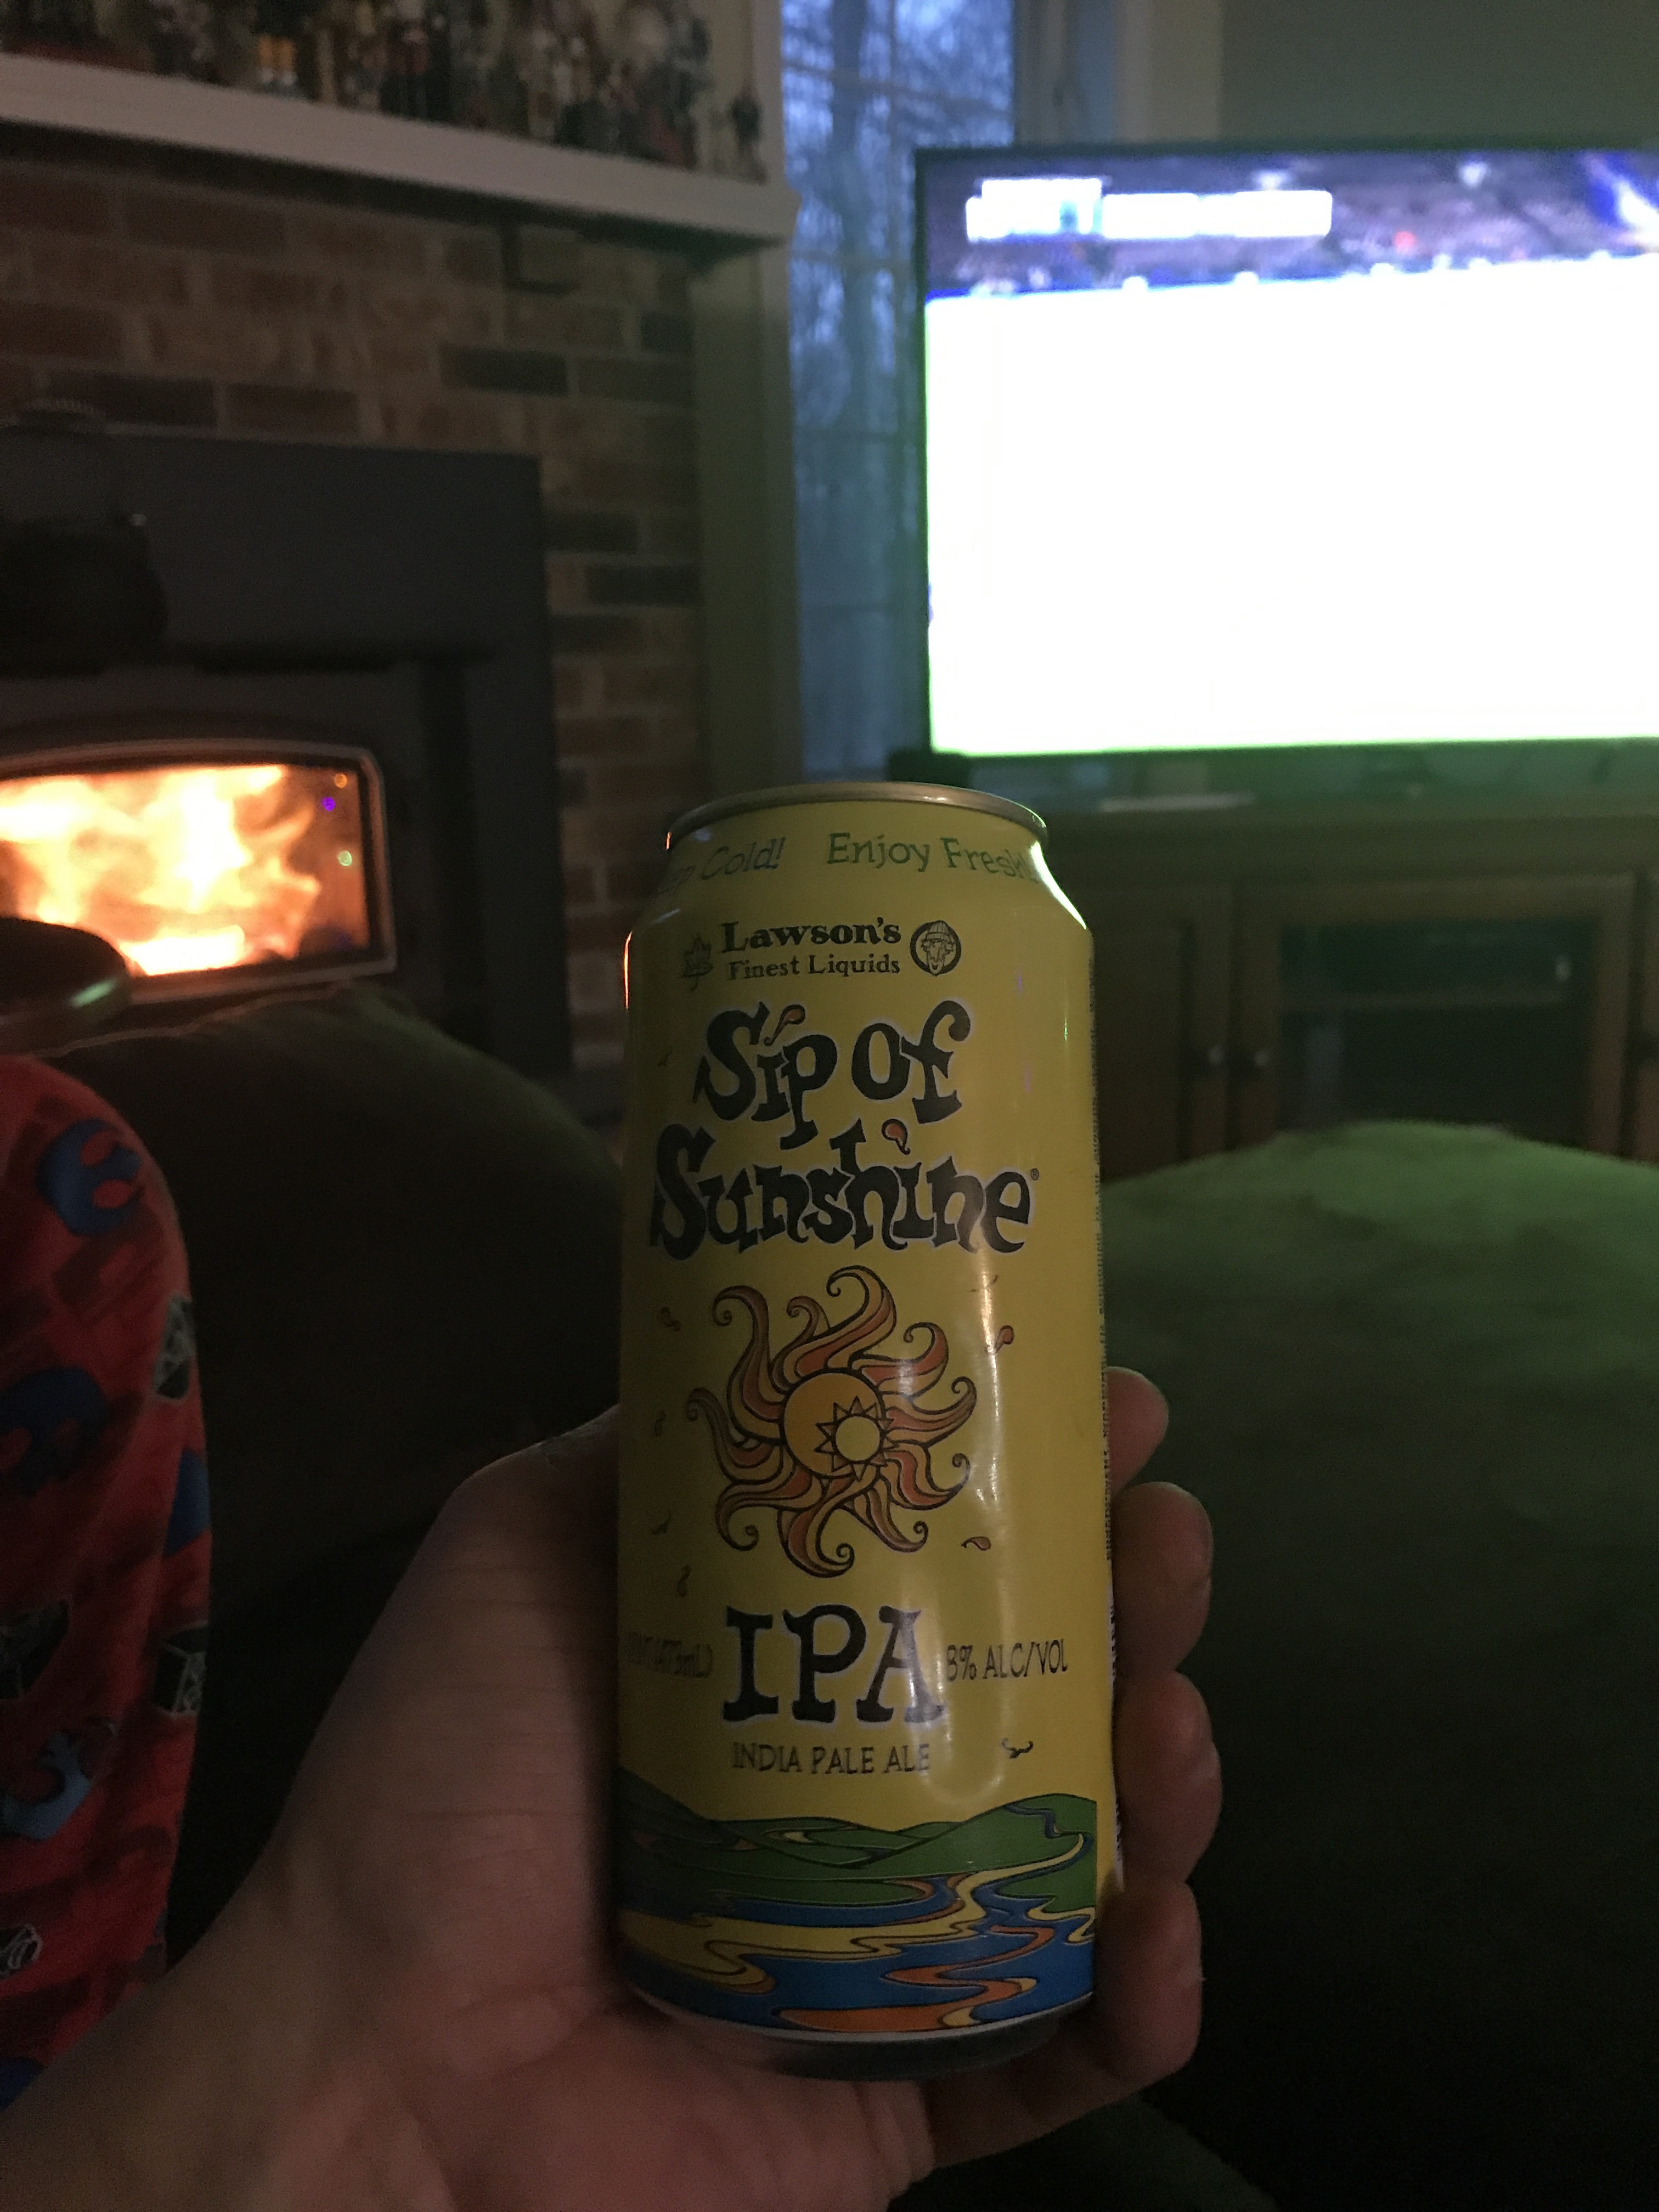 Cold! Enjoy Fresh!
Lawson's
Finest Liquids
Sip of
Sunshine®
IPA
8% ALC/VOL
INDIA PALE ALE